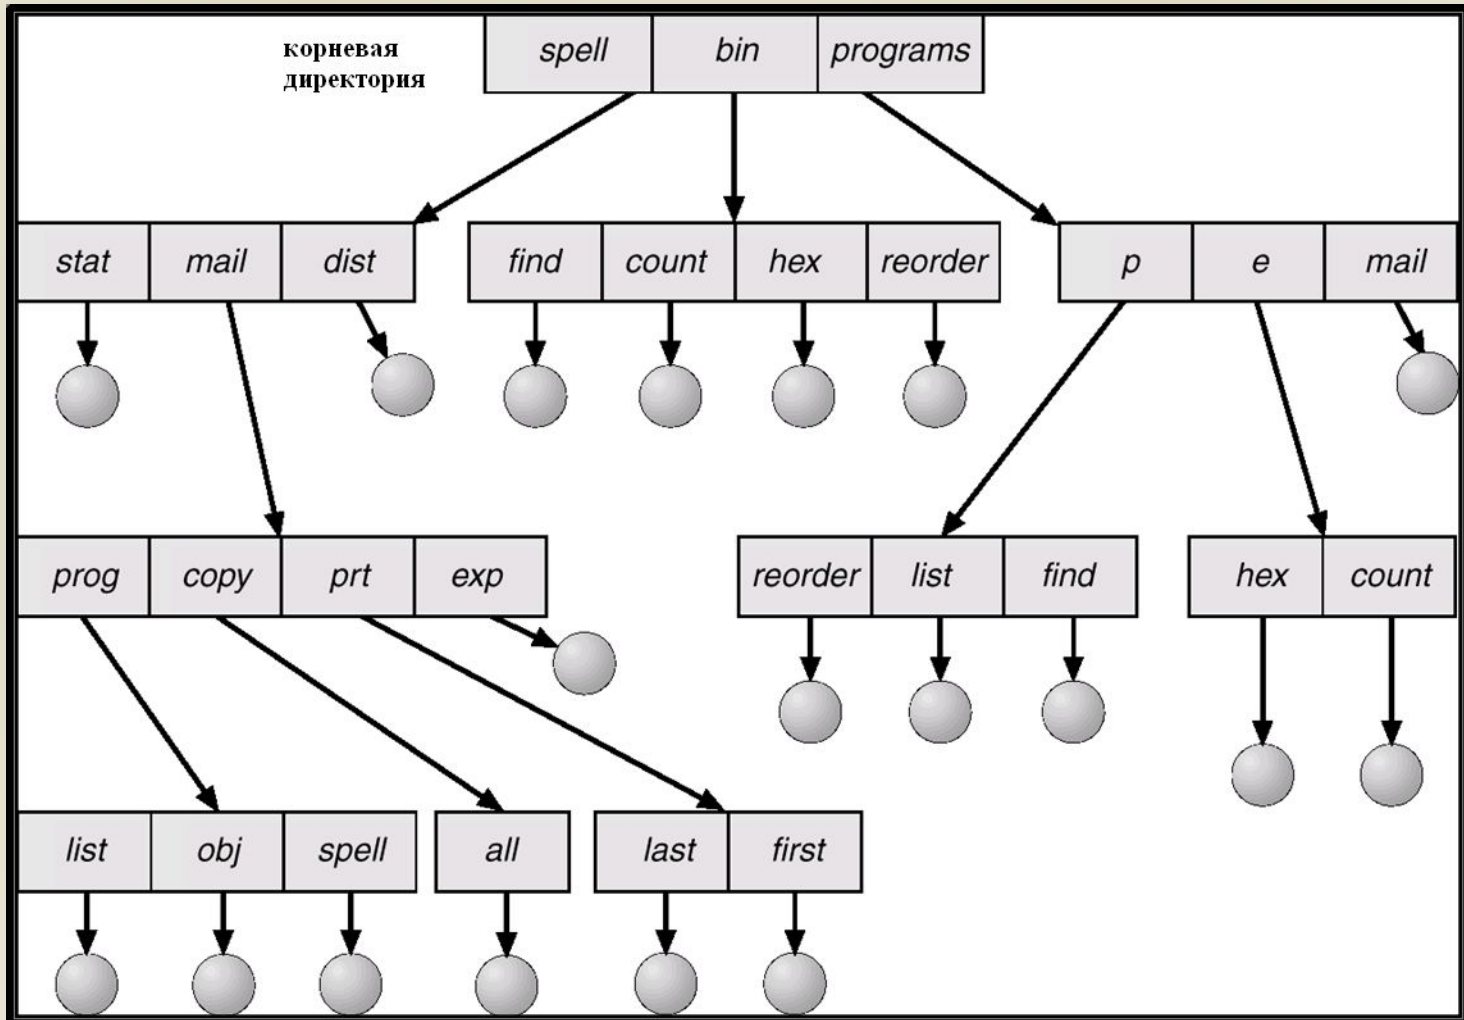 корневая
директория
spell bin programs
stat mail dist find count hex reorder p e mail
prog copy prt exp reorder list find hex count
list obj spell all last first